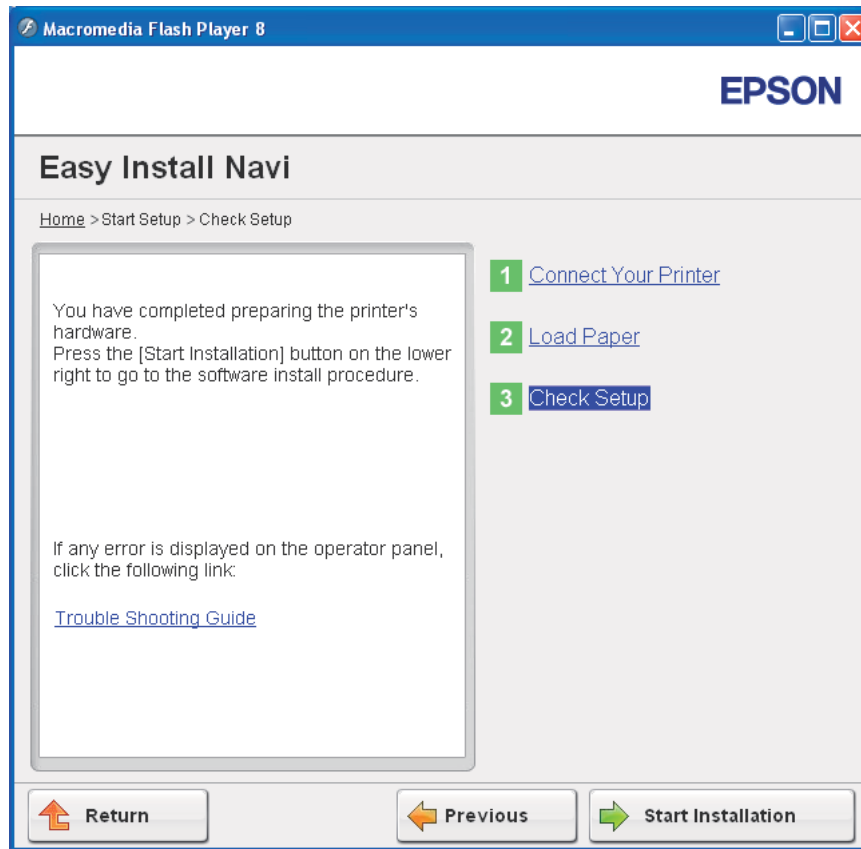 Macromedia Flash Player 8
EPSON
Easy Install Navi
Home > Start Setup > Check Setup
You have completed preparing the printer's
hardware.
Press the [Start Installation] button on the lower
right to go to the software install procedure.
If any error is displayed on the operator panel,
click the following link:
Trouble Shooting Guide
1 Connect Your Printer
2 Load Paper
3 Check Setup
Return
Previous
Start Installation